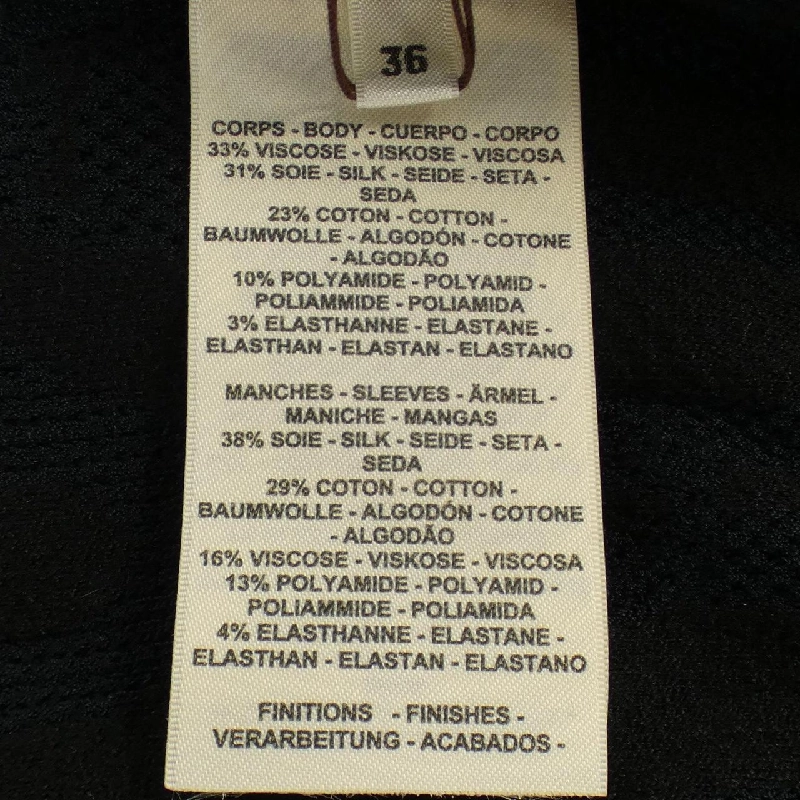 36
CORPS - BODY - CUERPO - CORPO
33% VISCOSE - VISKOSE - VISCOSA
31% SOIE - SILK - SEIDE - SETA -
SEDA
23% COTON - COTTON -
BAUMWOLLE - ALGODÓN - COTONE
- ALGODÃO
10% POLYAMIDE - POLYAMID -
POLIAMMIDE - POLIAMIDA
3% ELASTHANNE - ELASTANE -
ELASTHAN - ELASTAN - ELASTANO
MANCHES - SLEEVES - ÄRMEL -
MANICHE - MANGAS
38% SOIE - SILK - SEIDE - SETA -
SEDA
29% COTON - COTTON -
BAUMWOLLE - ALGODÓN - COTONE
- ALGODÃO
16% VISCOSE - VISKOSE - VISCOSA
13% POLYAMIDE - POLYAMID -
POLIAMMIDE - POLIAMIDA
4% ELASTHANNE - ELASTANE -
ELASTHAN - ELASTAN - ELASTANO
FINITIONS - FINISHES -
VERARBEITUNG - ACABADOS -